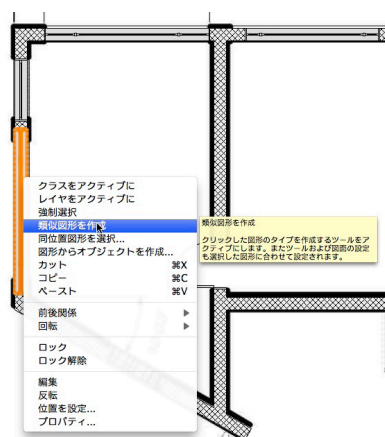 クラスをアクティブに
レイヤをアクティブに
強制選択
類似図形を作成
同位置図形を選択...
図形からオブジェクトを作成...
カット ⌘X
コピー ⌘C
ペースト ⌘V
前後関係 ▶
回転 ▶
ロック
ロック解除
編集
反転
位置を設定...
プロパティ...
類似図形を作成
クリックした図形のタイプを作成するツールをア
クティブにします。またツールおよび図面の設定
も選択した図形に合わせて設定されます。